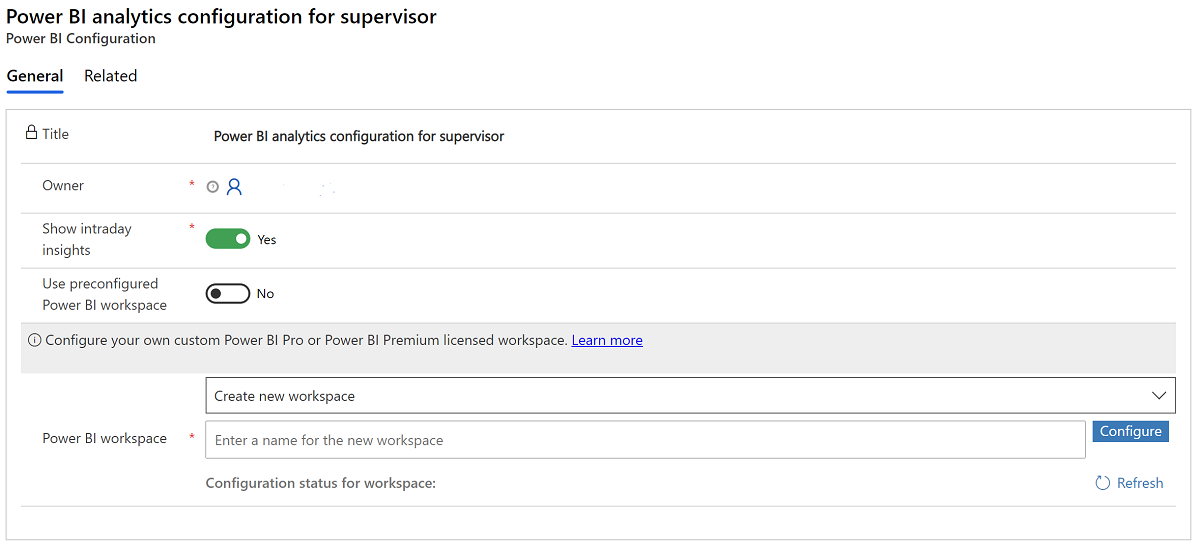 Power BI analytics configuration for supervisor
Power BI Configuration
General Related
Title Power BI analytics configuration for supervisor
Owner *
Show intraday
insights * Yes
Use preconfigured
Power BI workspace No
Configure your own custom Power BI Pro or Power BI Premium licensed workspace. Learn more
Create new workspace
Power BI workspace * Enter a name for the new workspace Configure
Configuration status for workspace: Refresh